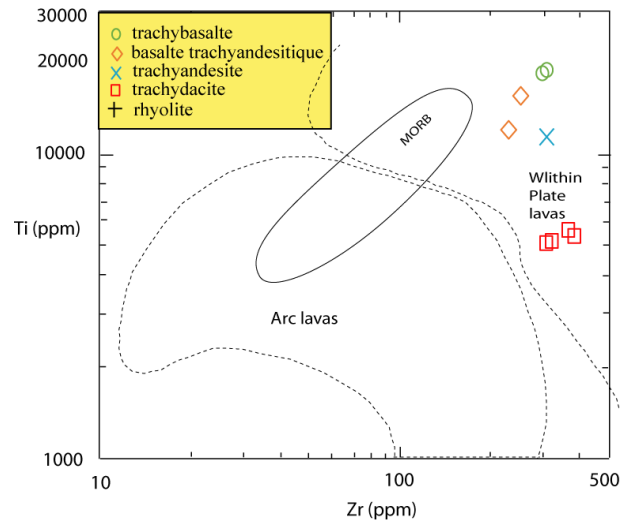 30000
20000
10000
Ti (ppm)
1000
trachybasalte
basalte trachyandesitique
trachyandesite
trachydacite
rhyolite
MORB
Wlithin
Plate
lavas
Arc lavas
10
100
500
Zr (ppm)